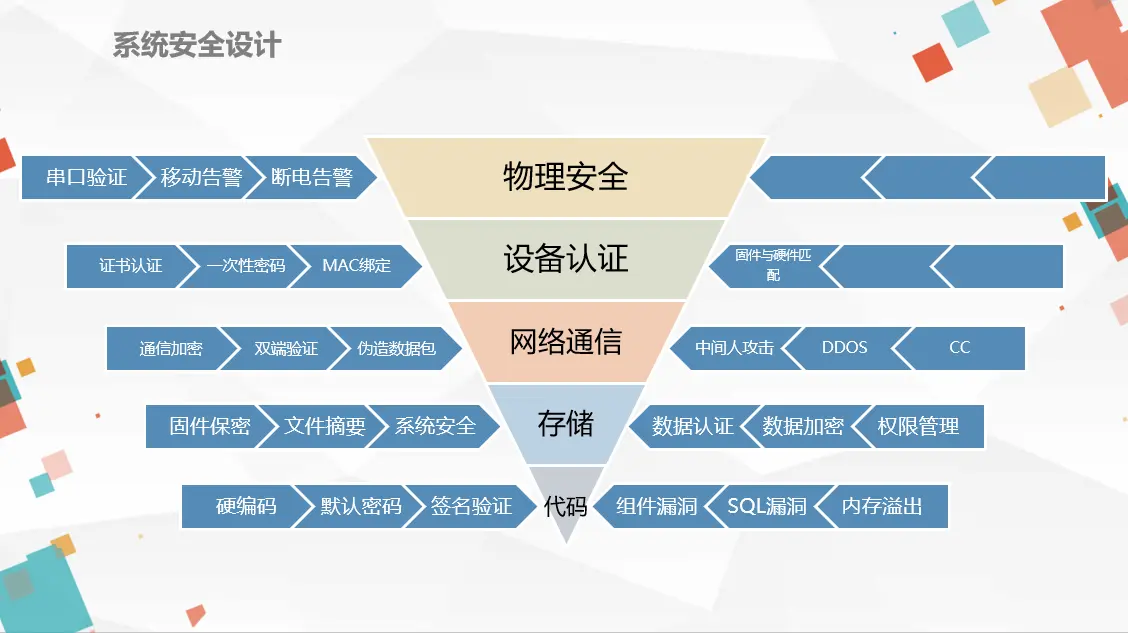 系统安全设计
串口验证 移动告警 断电告警 物理安全
证书认证 一次性密码 MAC绑定 设备认证 固件与硬件匹
配
通信加密 双端验证 伪造数据包 网络通信 中间人攻击 DDOS CC
固件保密 文件摘要 系统安全 存储 数据认证 数据加密 权限管理
硬编码 默认密码 签名验证 代码 组件漏洞 SQL漏洞 内存溢出